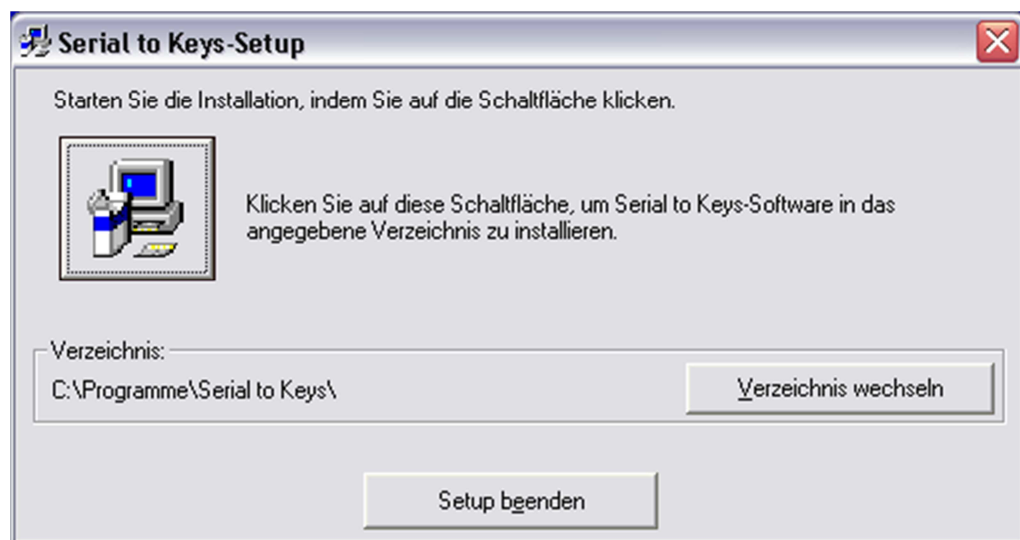 Serial to Keys-Setup
Starten Sie die Installation, indem Sie auf die Schaltfläche klicken.
Klicken Sie auf diese Schaltfläche, um Serial to Keys-Software in das
angegebene Verzeichnis zu installieren.
Verzeichnis:
C:\Programme\Serial to Keys\
Verzeichnis wechseln
Setup beenden